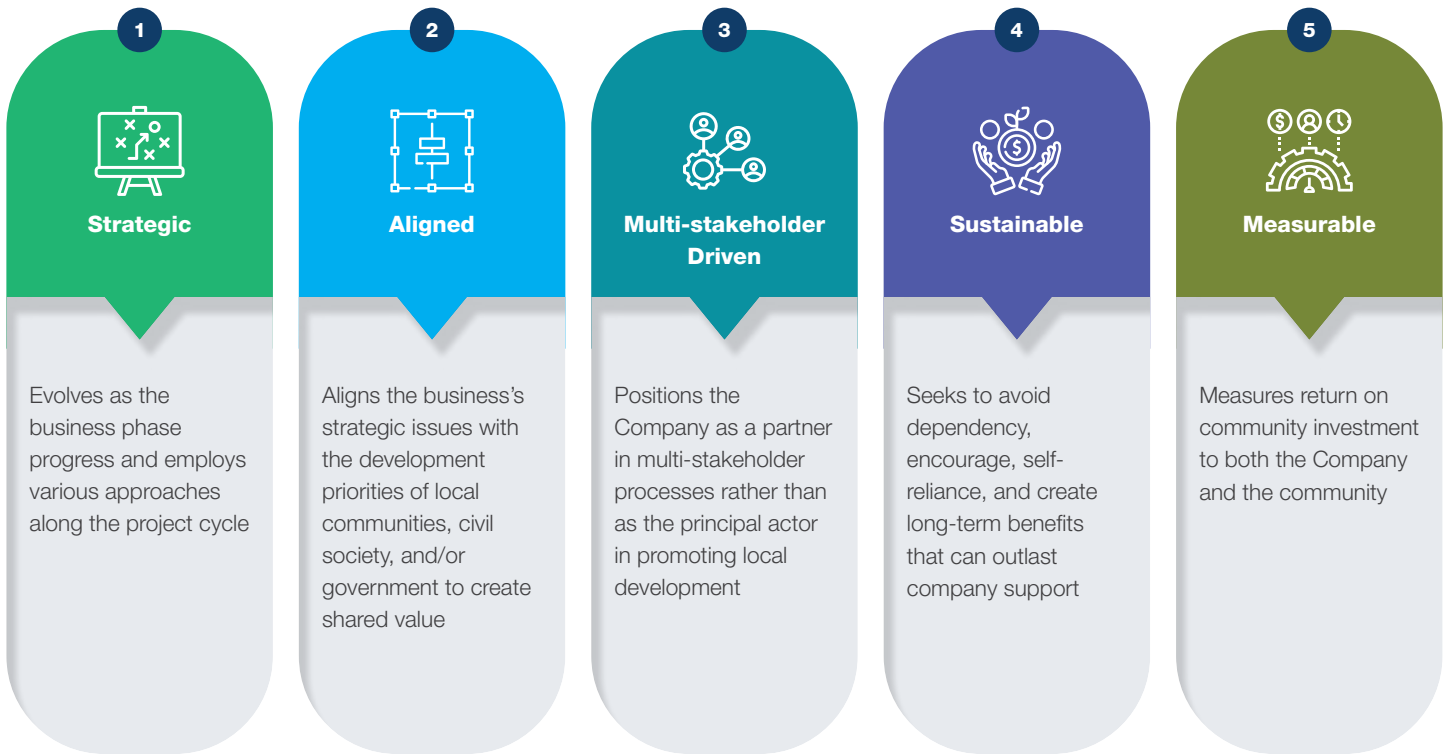 1
Strategic
Evolves as the
business phase
progress and employs
various approaches
along the project cycle
2
Aligned
Aligns the business’s
strategic issues with
the development
priorities of local
communities, civil
society, and/or
government to create
shared value
3
Multi-stakeholder
Driven
Positions the
Company as a partner
in multi-stakeholder
processes rather than
as the principal actor
in promoting local
development
4
Sustainable
Seeks to avoid
dependency,
encourage, self-
reliance, and create
long-term benefits
that can outlast
company support
5
Measurable
Measures return on
community investment
to both the Company
and the community